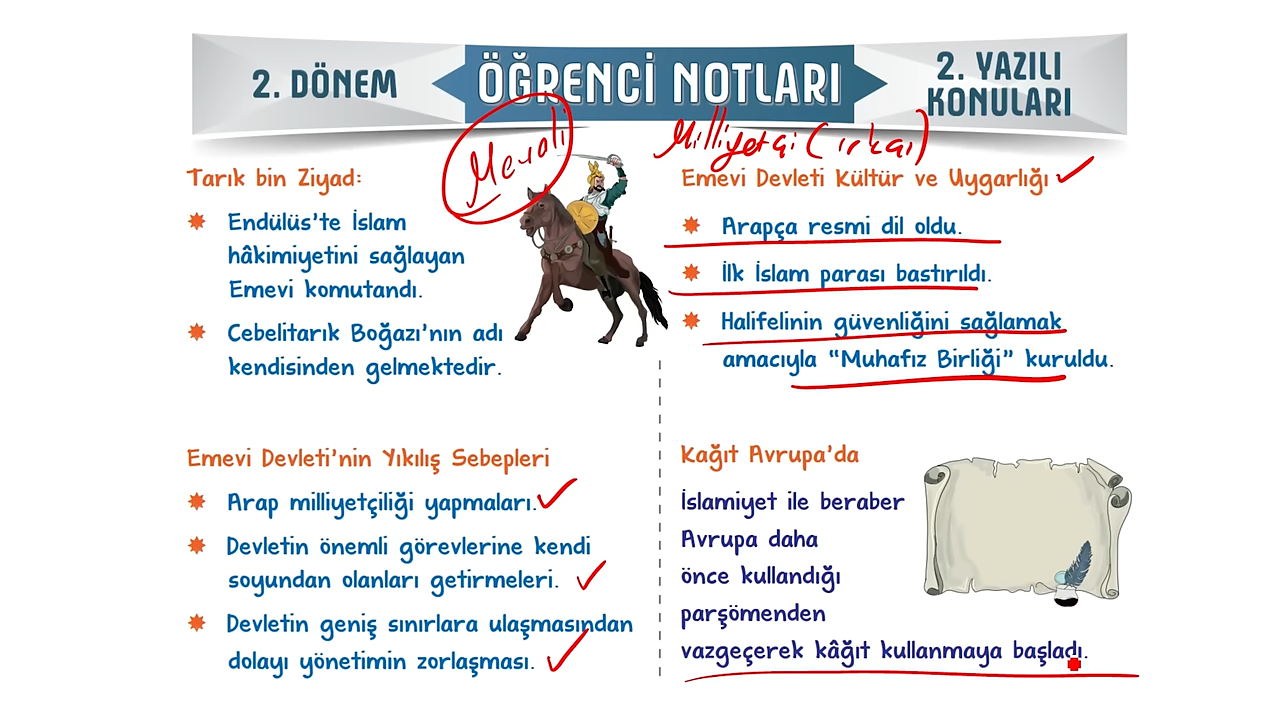 2. DÖNEM
ÖĞRENCİ NOTLARI
2. YAZILI
KONULARI
Mevali
Milliyetçi (ırkçı)
Tarık bin Ziyad:
Endülüs'te İslam
hâkimiyetini sağlayan
Emevi komutandı.
Cebelitarık Boğazı'nın adı
kendisinden gelmektedir.
Emevi Devleti Kültür ve Uygarlığı
Arapça resmi dil oldu.
İlk İslam parası bastırıldı.
Halifelinin güvenliğini sağlamak
amacıyla "Muhafız Birliği" kuruldu.
Emevi Devleti'nin Yıkılış Sebepleri
Arap milliyetçiliği yapmaları.
Devletin önemli görevlerine kendi
soyundan olanları getirmeleri.
Devletin geniş sınırlara ulaşmasından
dolayı yönetimin zorlaşması.
Kağıt Avrupa'da
İslamiyet ile beraber
Avrupa daha
önce kullandığı
parşömenden
vazgeçerek kâğıt kullanmaya başladı.